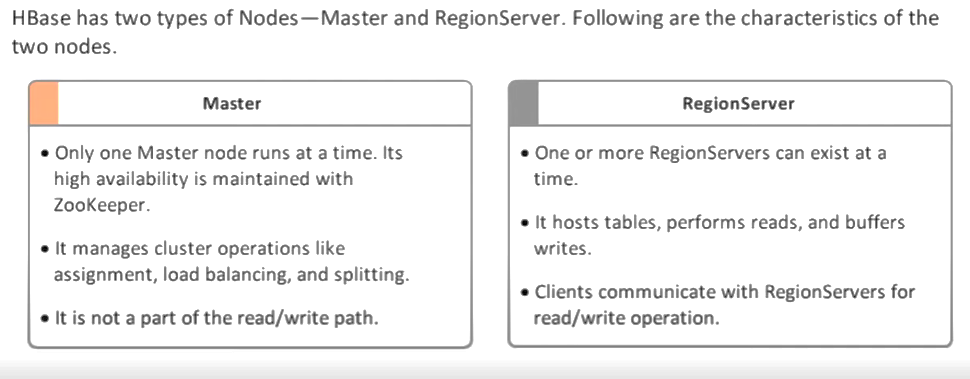 HBase has two types of Nodes—Master and RegionServer. Following are the characteristics of the
two nodes.
Master
• Only one Master node runs at a time. Its
high availability is maintained with
ZooKeeper.
• It manages cluster operations like
assignment, load balancing, and splitting.
• It is not a part of the read/write path.
RegionServer
• One or more RegionServers can exist at a
time.
• It hosts tables, performs reads, and buffers
writes.
• Clients communicate with RegionServers for
read/write operation.